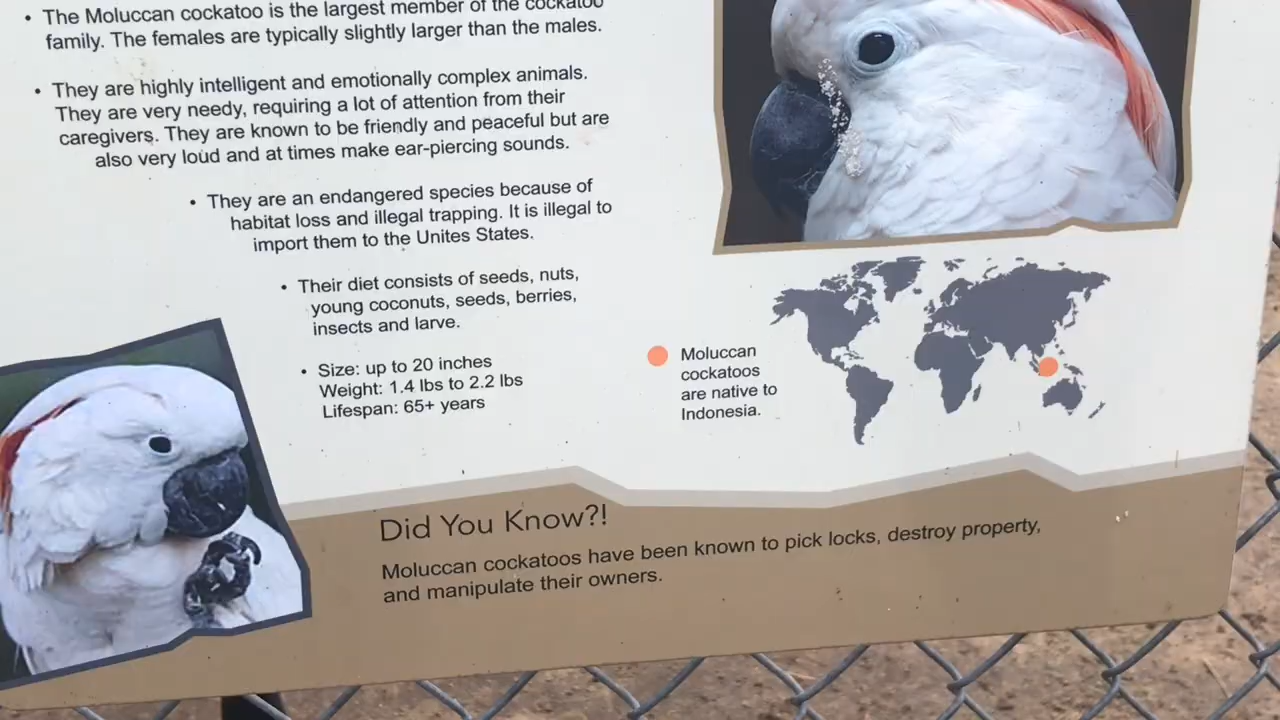 • The Moluccan cockatoo is the largest member of the cockatoo
family. The females are typically slightly larger than the males.
• They are highly intelligent and emotionally complex animals.
They are very needy, requiring a lot of attention from their
caregivers. They are known to be friendly and peaceful but are
also very loud and at times make ear-piercing sounds.
• They are an endangered species because of
habitat loss and illegal trapping. It is illegal to
import them to the Unites States.
• Their diet consists of seeds, nuts,
young coconuts, seeds, berries,
insects and larve.
• Size: up to 20 inches
Weight: 1.4 lbs to 2.2 lbs
Lifespan: 65+ years
Moluccan
cockatoos
are native to
Indonesia.
Did You Know?!
Moluccan cockatoos have been known to pick locks, destroy property,
and manipulate their owners.